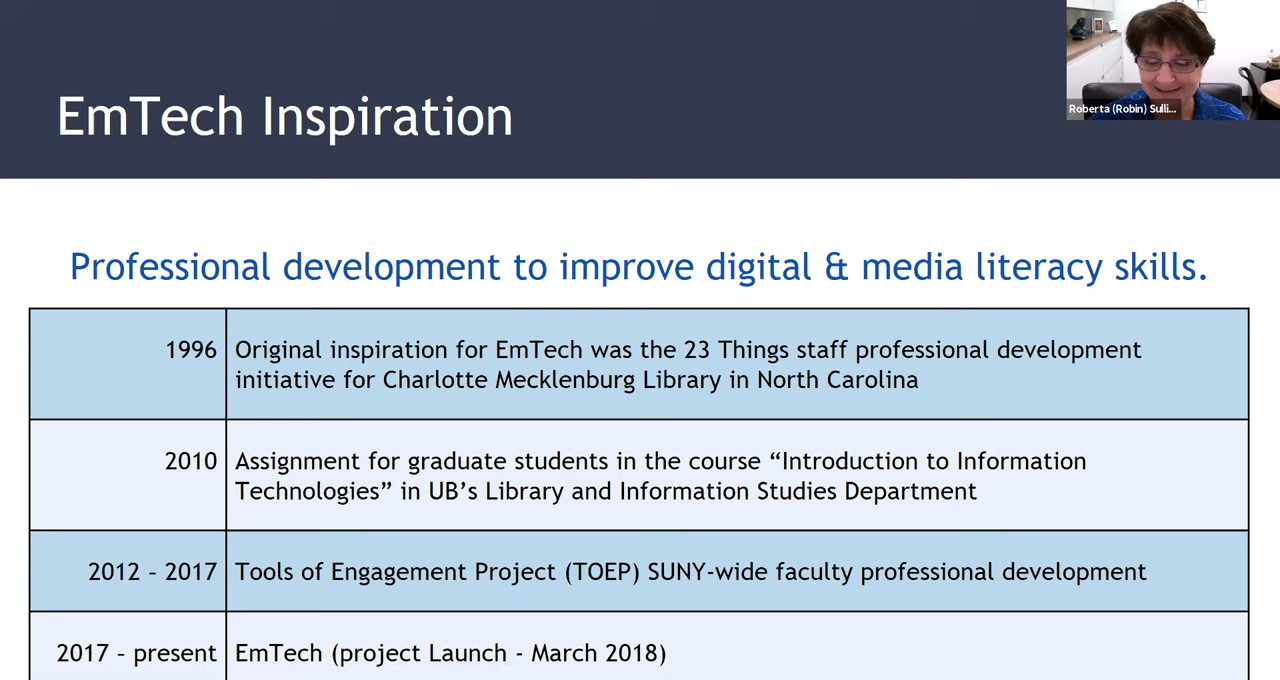 EmTech Inspiration
Roberta (Robin) Sulli...
Professional development to improve digital & media literacy skills.
1996 Original inspiration for EmTech was the 23 Things staff professional development
initiative for Charlotte Mecklenburg Library in North Carolina
2010 Assignment for graduate students in the course “Introduction to Information
Technologies” in UB’s Library and Information Studies Department
2012 – 2017 Tools of Engagement Project (TOEP) SUNY-wide faculty professional development
2017 – present EmTech (project Launch - March 2018)